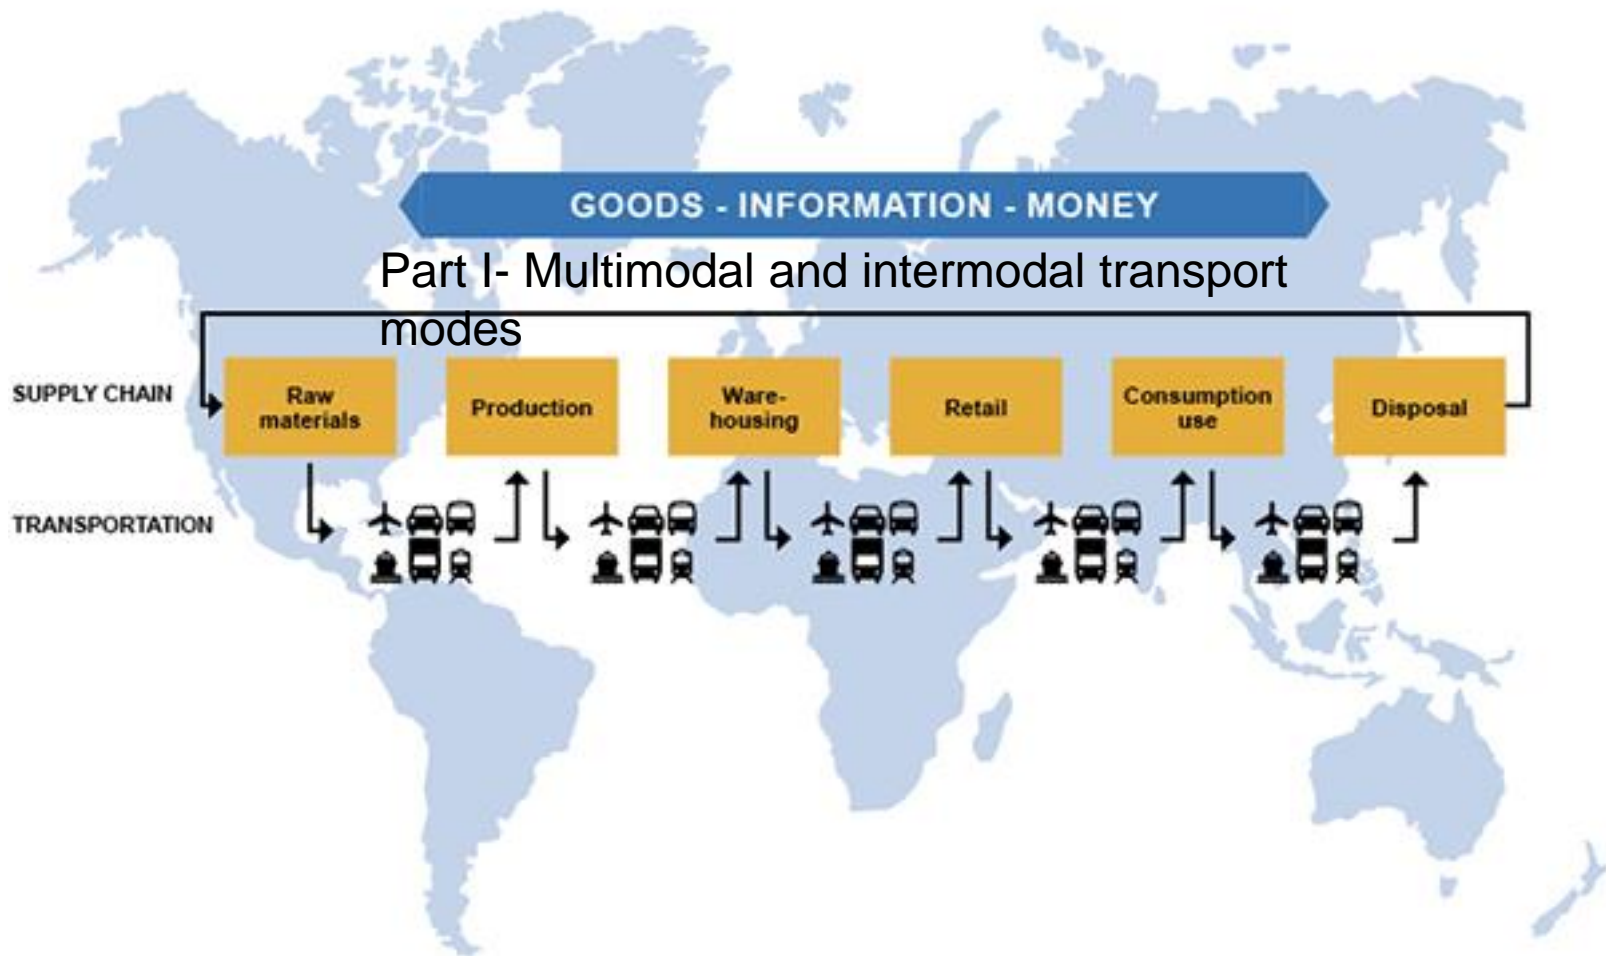 GOODS - INFORMATION - MONEY
Part I- Multimodal and intermodal transport
modes
SUPPLY CHAIN
Raw
materials
Production
Ware-
housing
Retail
Consumption
use
Disposal
TRANSPORTATION